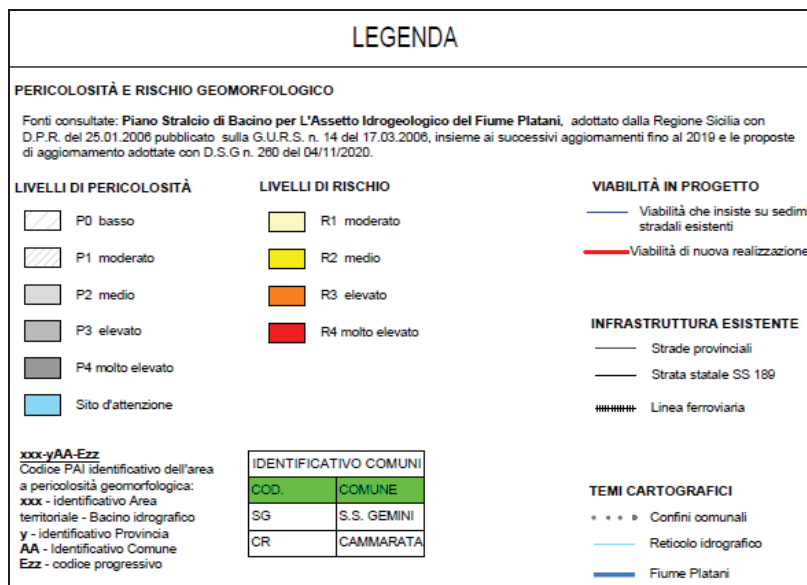 LEGENDA
PERICOLOSITÀ E RISCHIO GEOMORFOLOGICO
Fonti consultate: Piano Stralcio di Bacino per L'Assetto Idrogeologico del Fiume Platani, adottato dalla Regione Sicilia con
D.P.R. del 25.01.2006 pubblicato sulla G.U.R.S. n. 14 del 17.03.2006, insieme ai successivi aggiornamenti fino al 2019 e le proposte
di aggiornamento adottate con D.S.G n. 260 del 04/11/2020.
LIVELLI DI PERICOLOSITÀ
P0 basso
P1 moderato
P2 medio
P3 elevato
P4 molto elevato
Sito d'attenzione
LIVELLI DI RISCHIO
R1 moderato
R2 medio
R3 elevato
R4 molto elevato
VIABILITÀ IN PROGETTO
Viabilità che insiste su sedim
stradali esistenti
Viabilità di nuova realizzazione
INFRASTRUTTURA ESISTENTE
Strade provinciali
Strata statale SS 189
Linea ferroviaria
xxx-yAA-Ezz
Codice PAI identificativo dell'area
a pericolosità geomorfologica:
xxx - identificativo Area
territoriale - Bacino idrografico
y - identificativo Provincia
AA - Identificativo Comune
Ezz - codice progressivo
IDENTIFICATIVO COMUNI
COD. COMUNE
SG S.S. GEMINI
CR CAMMARATA
TEMI CARTOGRAFICI
Confini comunali
Reticolo idrografico
Fiume Platani